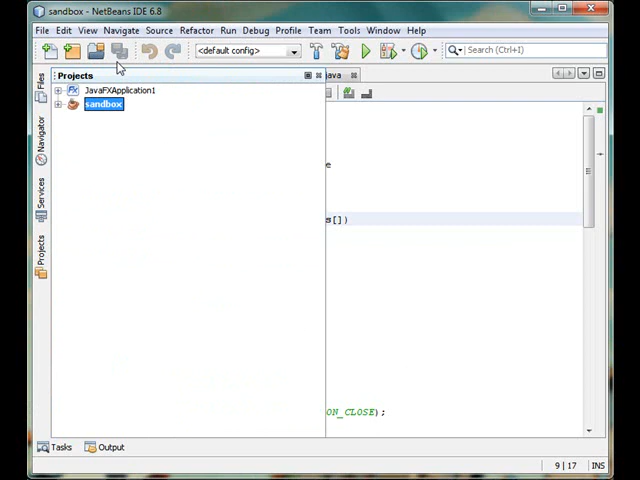 sandbox - NetBeans IDE 6.8
File Edit View Navigate Source Refactor Run Debug Profile Team Tools Window Help
<default config> Search (Ctrl+I)
Projects java
JavaFXApplication1
sandbox
Files
Navigator
Services
Projects
e
s[])
ON_CLOSE);
Tasks Output
9 | 17 INS